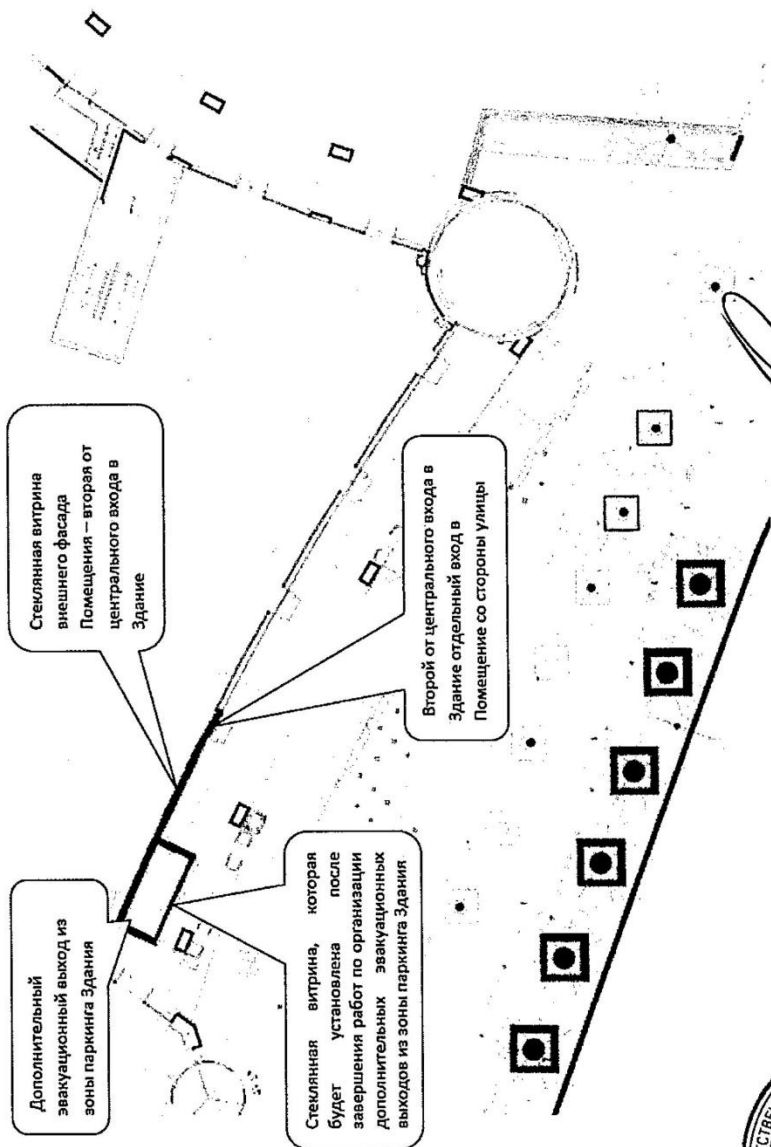 Дополнительный
эвакуационный выход из
зоны паркинга Здания
Стеклянная витрина
внешнего фасада
Помещения – вторая от
центрального входа в
Здание
Стеклянная витрина, которая
будет установлена после
завершения работ по организации
дополнительных эвакуационных
выходов из зоны паркинга Здания
Второй от центрального входа в
Здание отдельный вход в
Помещение со стороны улицы